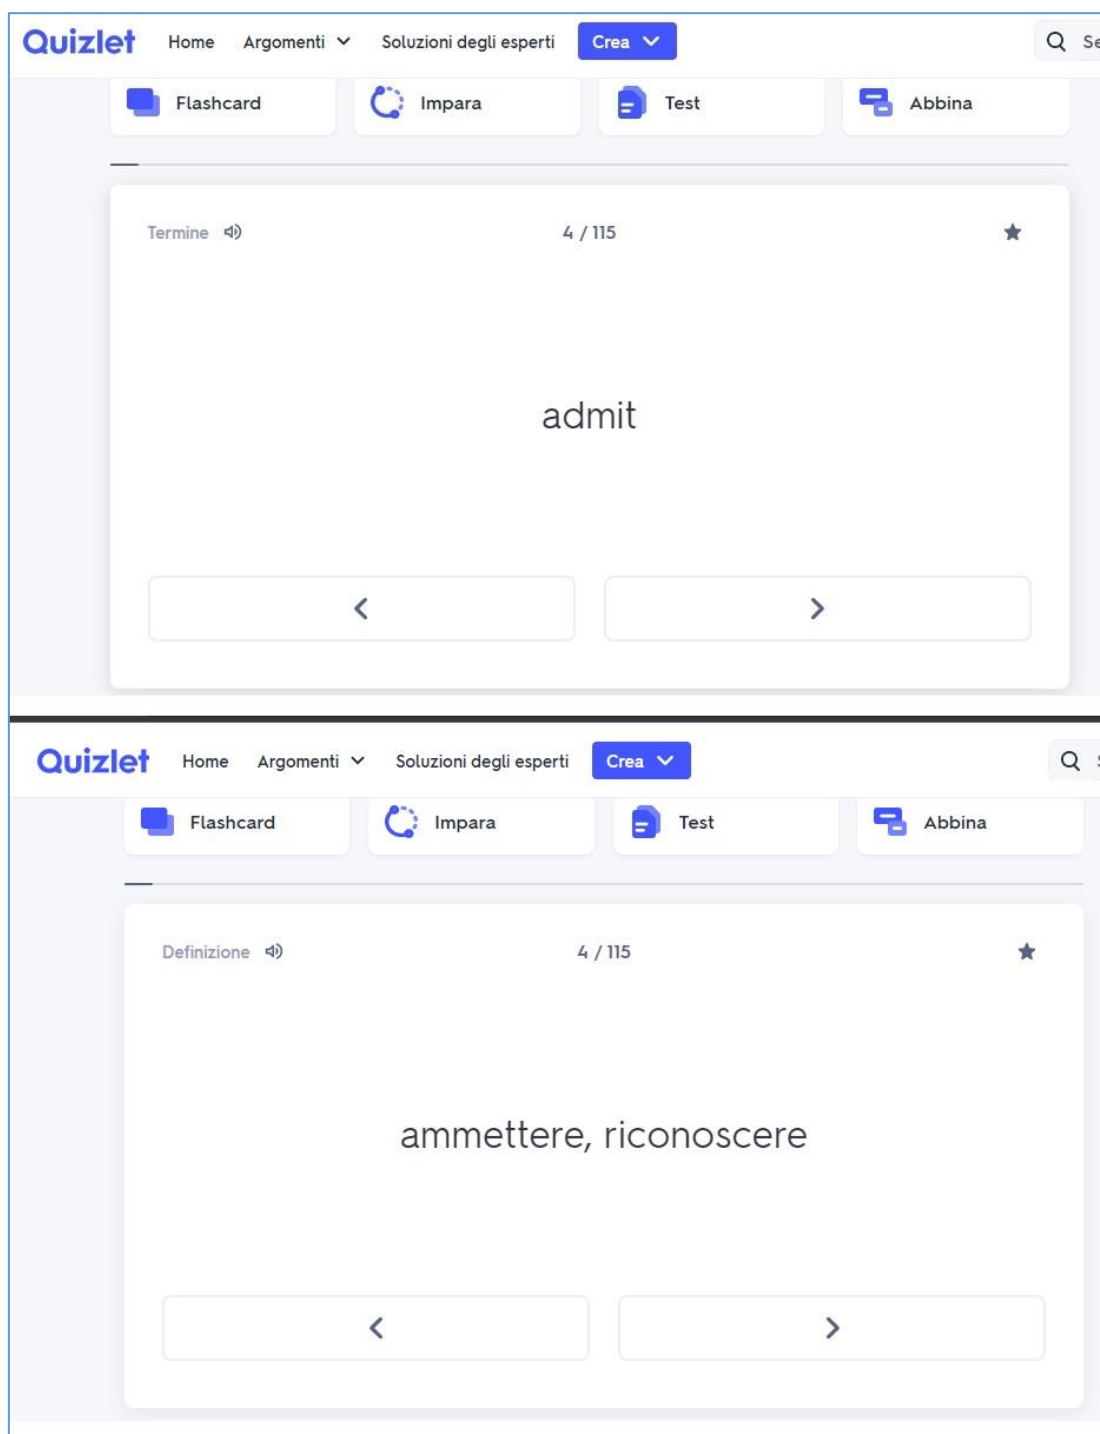 Quizlet Home Argomenti Soluzioni degli esperti Crea
Flashcard Impara Test Abbina
Termine 4 / 115
admit
Quizlet Home Argomenti Soluzioni degli esperti Crea
Flashcard Impara Test Abbina
Definizione 4 / 115
ammettere, riconoscere